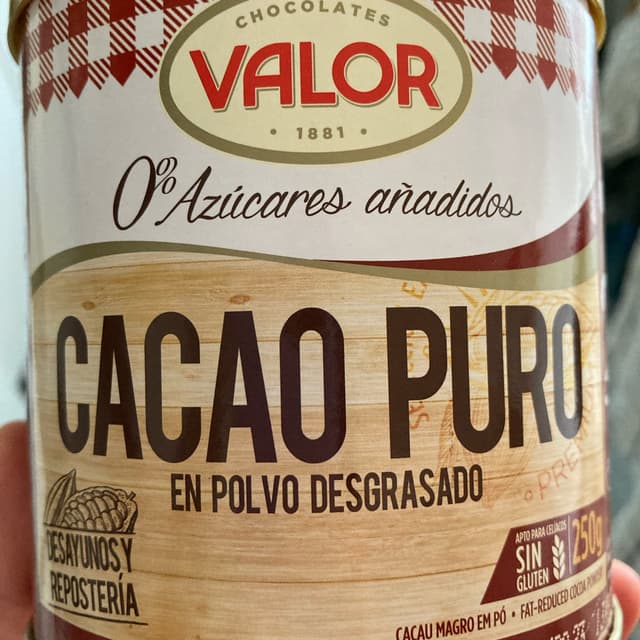 CHOCOLATES
VALOR
• 1881 •
0% Azúcares añadidos
CACAO PURO
EN POLVO DESGRASADO
DESAYUNOS Y
REPOSTERÍA
APTO PARA CELÍACOS
SIN
GLUTEN
250g
CACAU MAGRO EM PÓ • FAT-REDUCED COCOA POWDER